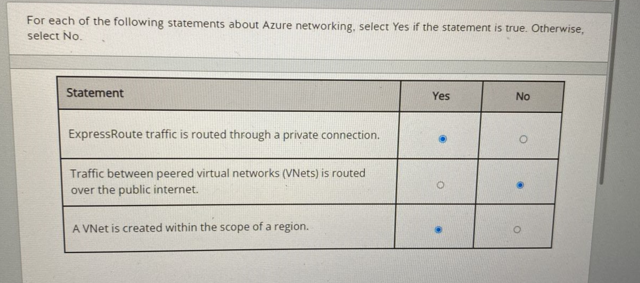 For each of the following statements about Azure networking, select Yes if the statement is true. Otherwise,
select No.
Statement Yes No
ExpressRoute traffic is routed through a private connection.
Traffic between peered virtual networks (VNets) is routed
over the public internet.
A VNet is created within the scope of a region.